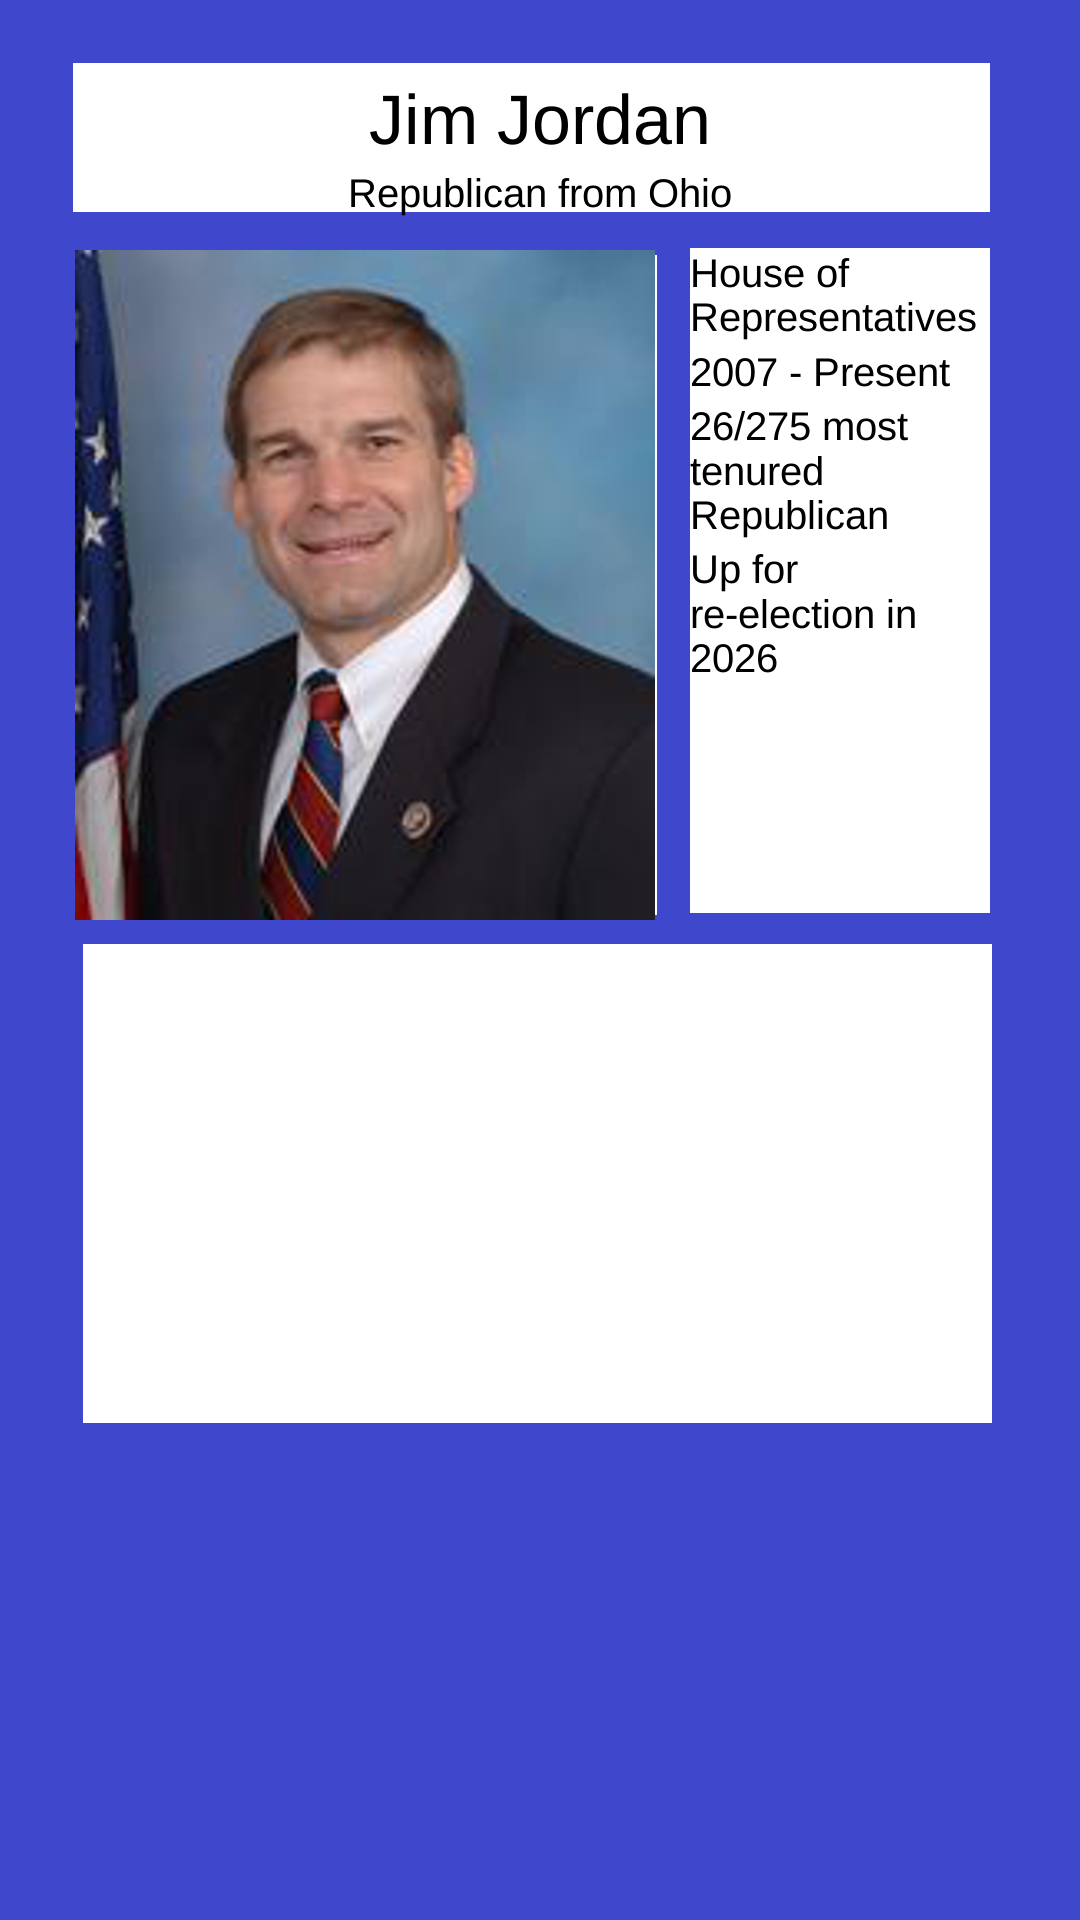 Jim Jordan
Republican from Ohio
House of
Representatives
2007 - Present
26/275 most
tenured
Republican
Up for
re-election in
2026